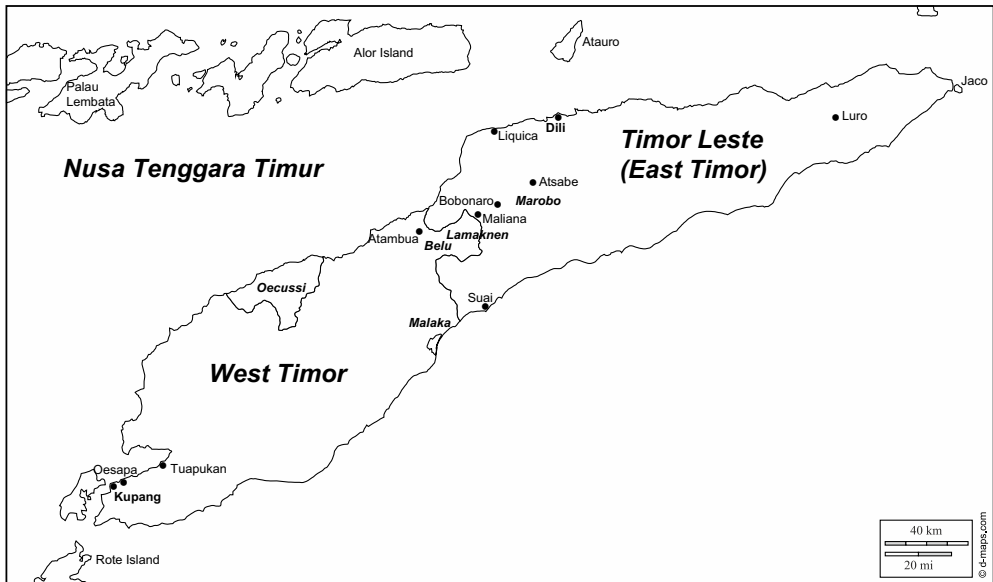 Alor Island
Atauro
Palau
Lembata
Jaco
Dili
Liquica
Luro
Timor Leste
(East Timor)
Nusa Tenggara Timur
Atsabe
Bobonaro
Marobo
Maliana
Atambua
Lamaknen
Belu
Oecussi
Suai
Malaka
West Timor
Oesapa
Tuapukan
Kupang
Rote Island
40 km
20 mi
© d-maps.com